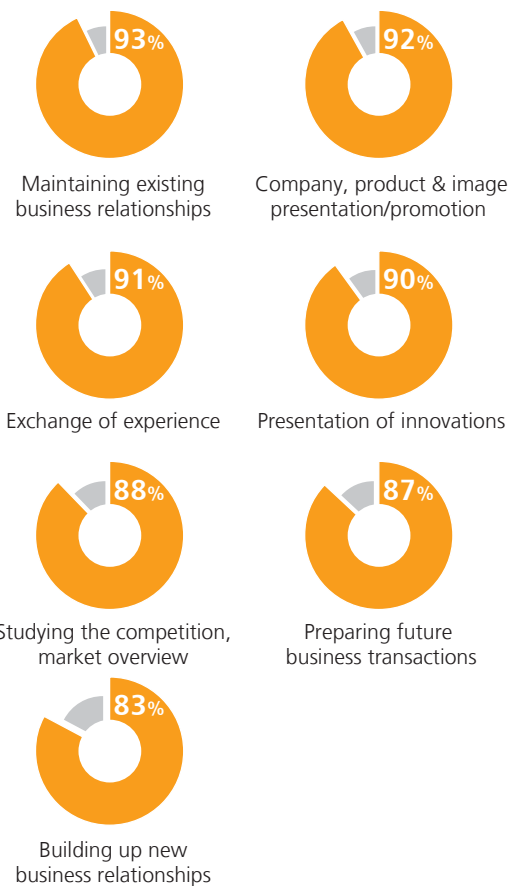 93%
Maintaining existing
business relationships
92%
Company, product & image
presentation/promotion
91%
Exchange of experience
90%
Presentation of innovations
88%
Studying the competition,
market overview
87%
Preparing future
business transactions
83%
Building up new
business relationships